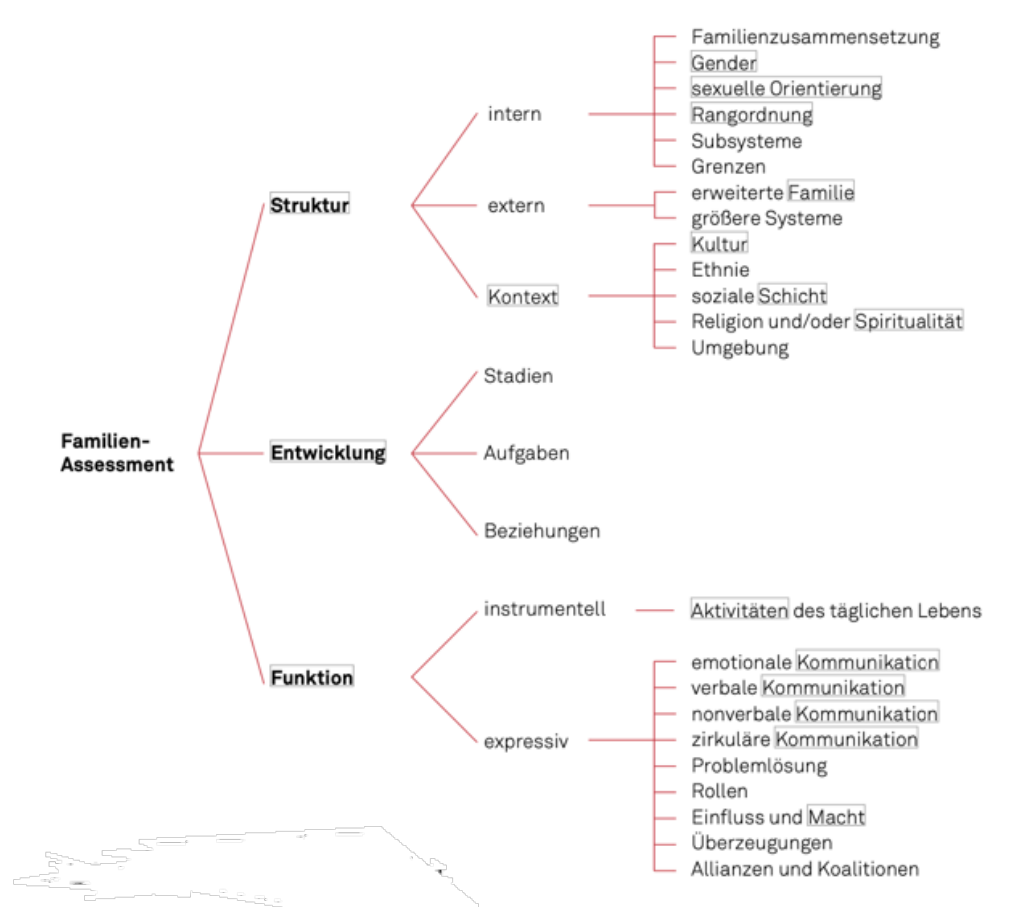 Familienzusammensetzung
Gender
sexuelle Orientierung
intern
Rangordnung
Subsysteme
Grenzen
erweiterte Familie
Struktur
extern
größere Systeme
Kultur
Ethnie
Kontext
soziale Schicht
Religion und/oder Spiritualität
Umgebung
Stadien
Familien-
Assessment
Entwicklung
Aufgaben
Beziehungen
instrumentell
Aktivitäten des täglichen Lebens
Funktion
emotionale Kommunikation
verbale Kommunikation
nonverbale Kommunikation
expressiv
zirkuläre Kommunikation
Problemlösung
Rollen
Einfluss und Macht
Überzeugungen
Allianzen und Koalitionen